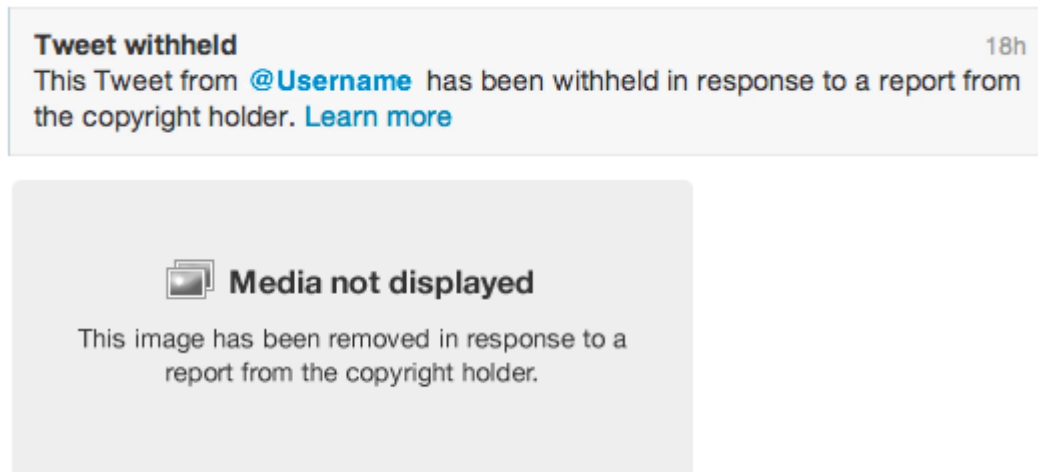 Tweet withheld 18h
This Tweet from @Username has been withheld in response to a report from
the copyright holder. Learn more
Media not displayed
This image has been removed in response to a
report from the copyright holder.